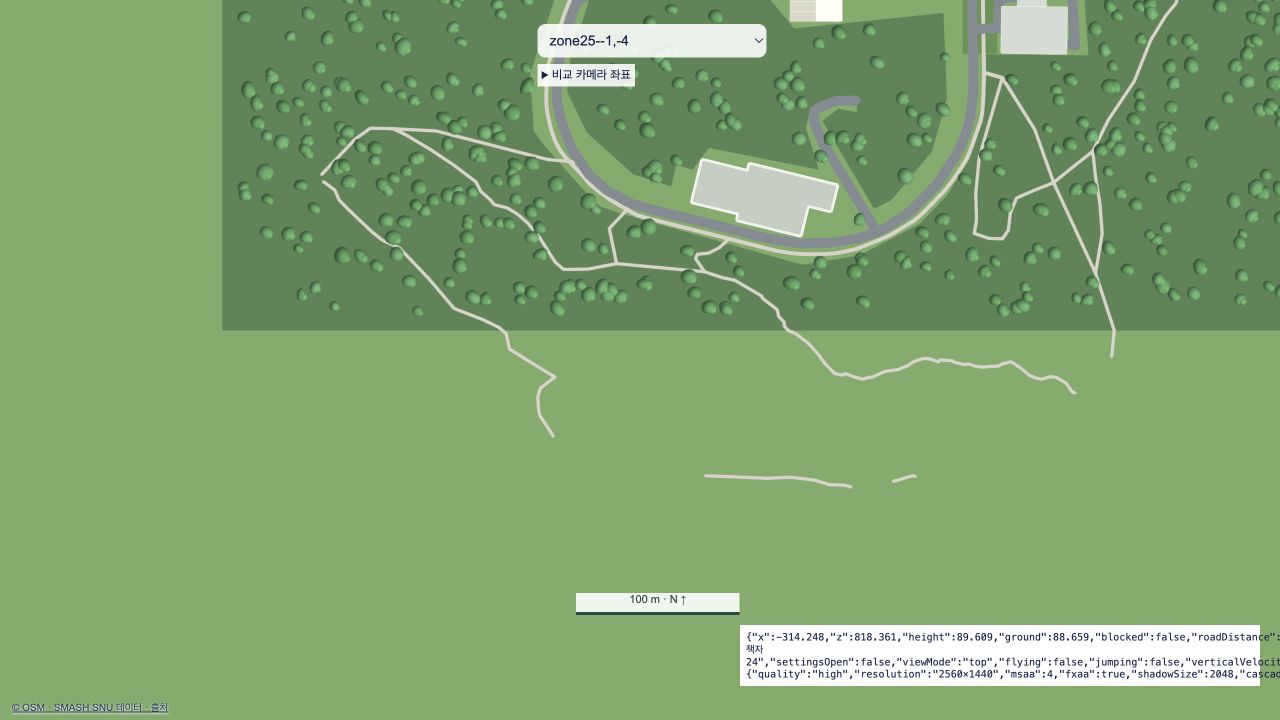 zone25--1,-4
▶ 비교 카메라 좌표
100 m · N ↑
{"x":-314.248,"z":818.361,"height":89.609,"ground":88.659,"blocked":false,"roadDistance":
책자
24","settingsOpen":false,"viewMode":"top","flying":false,"jumping":false,"verticalVelocit
{"quality":"high","resolution":"2560×1440","msaa":4,"fxaa":true,"shadowSize":2048,"cascad
© OSM · SMASH SNU 데이터 · 출처